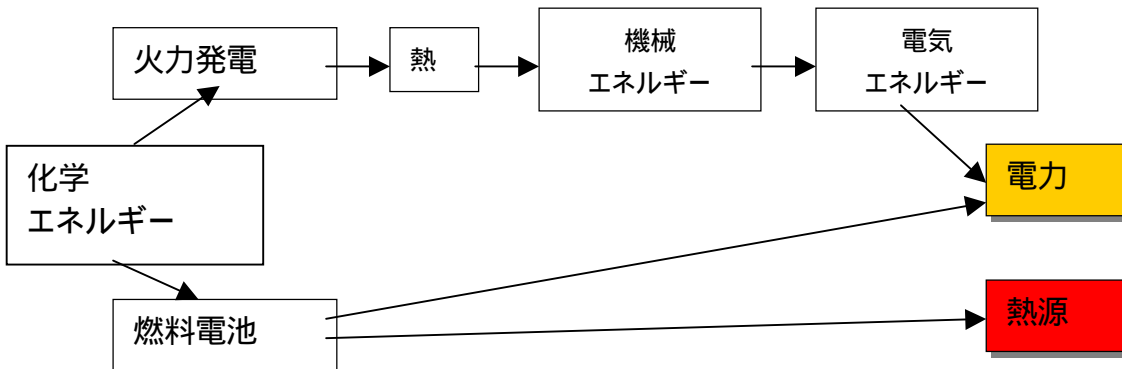 火力発電
熱
機械
エネルギー
電気
エネルギー
化学
エネルギー
電力
燃料電池
熱源